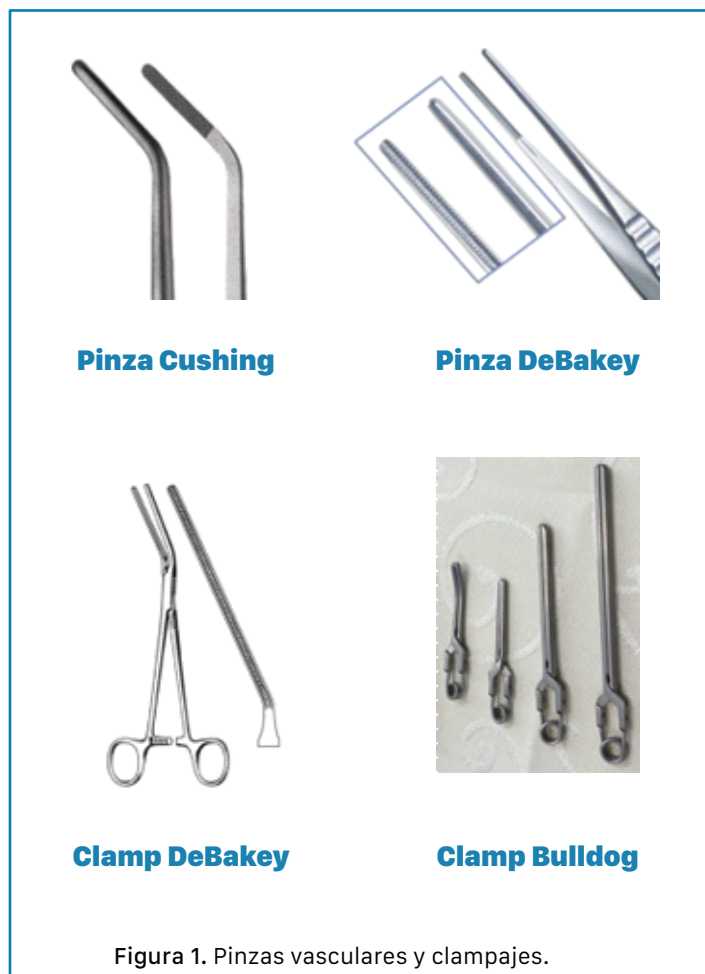 Pinza Cushing
Pinza DeBakey
Clamp DeBakey
Clamp Bulldog
Figura 1. Pinzas vasculares y clampajes.